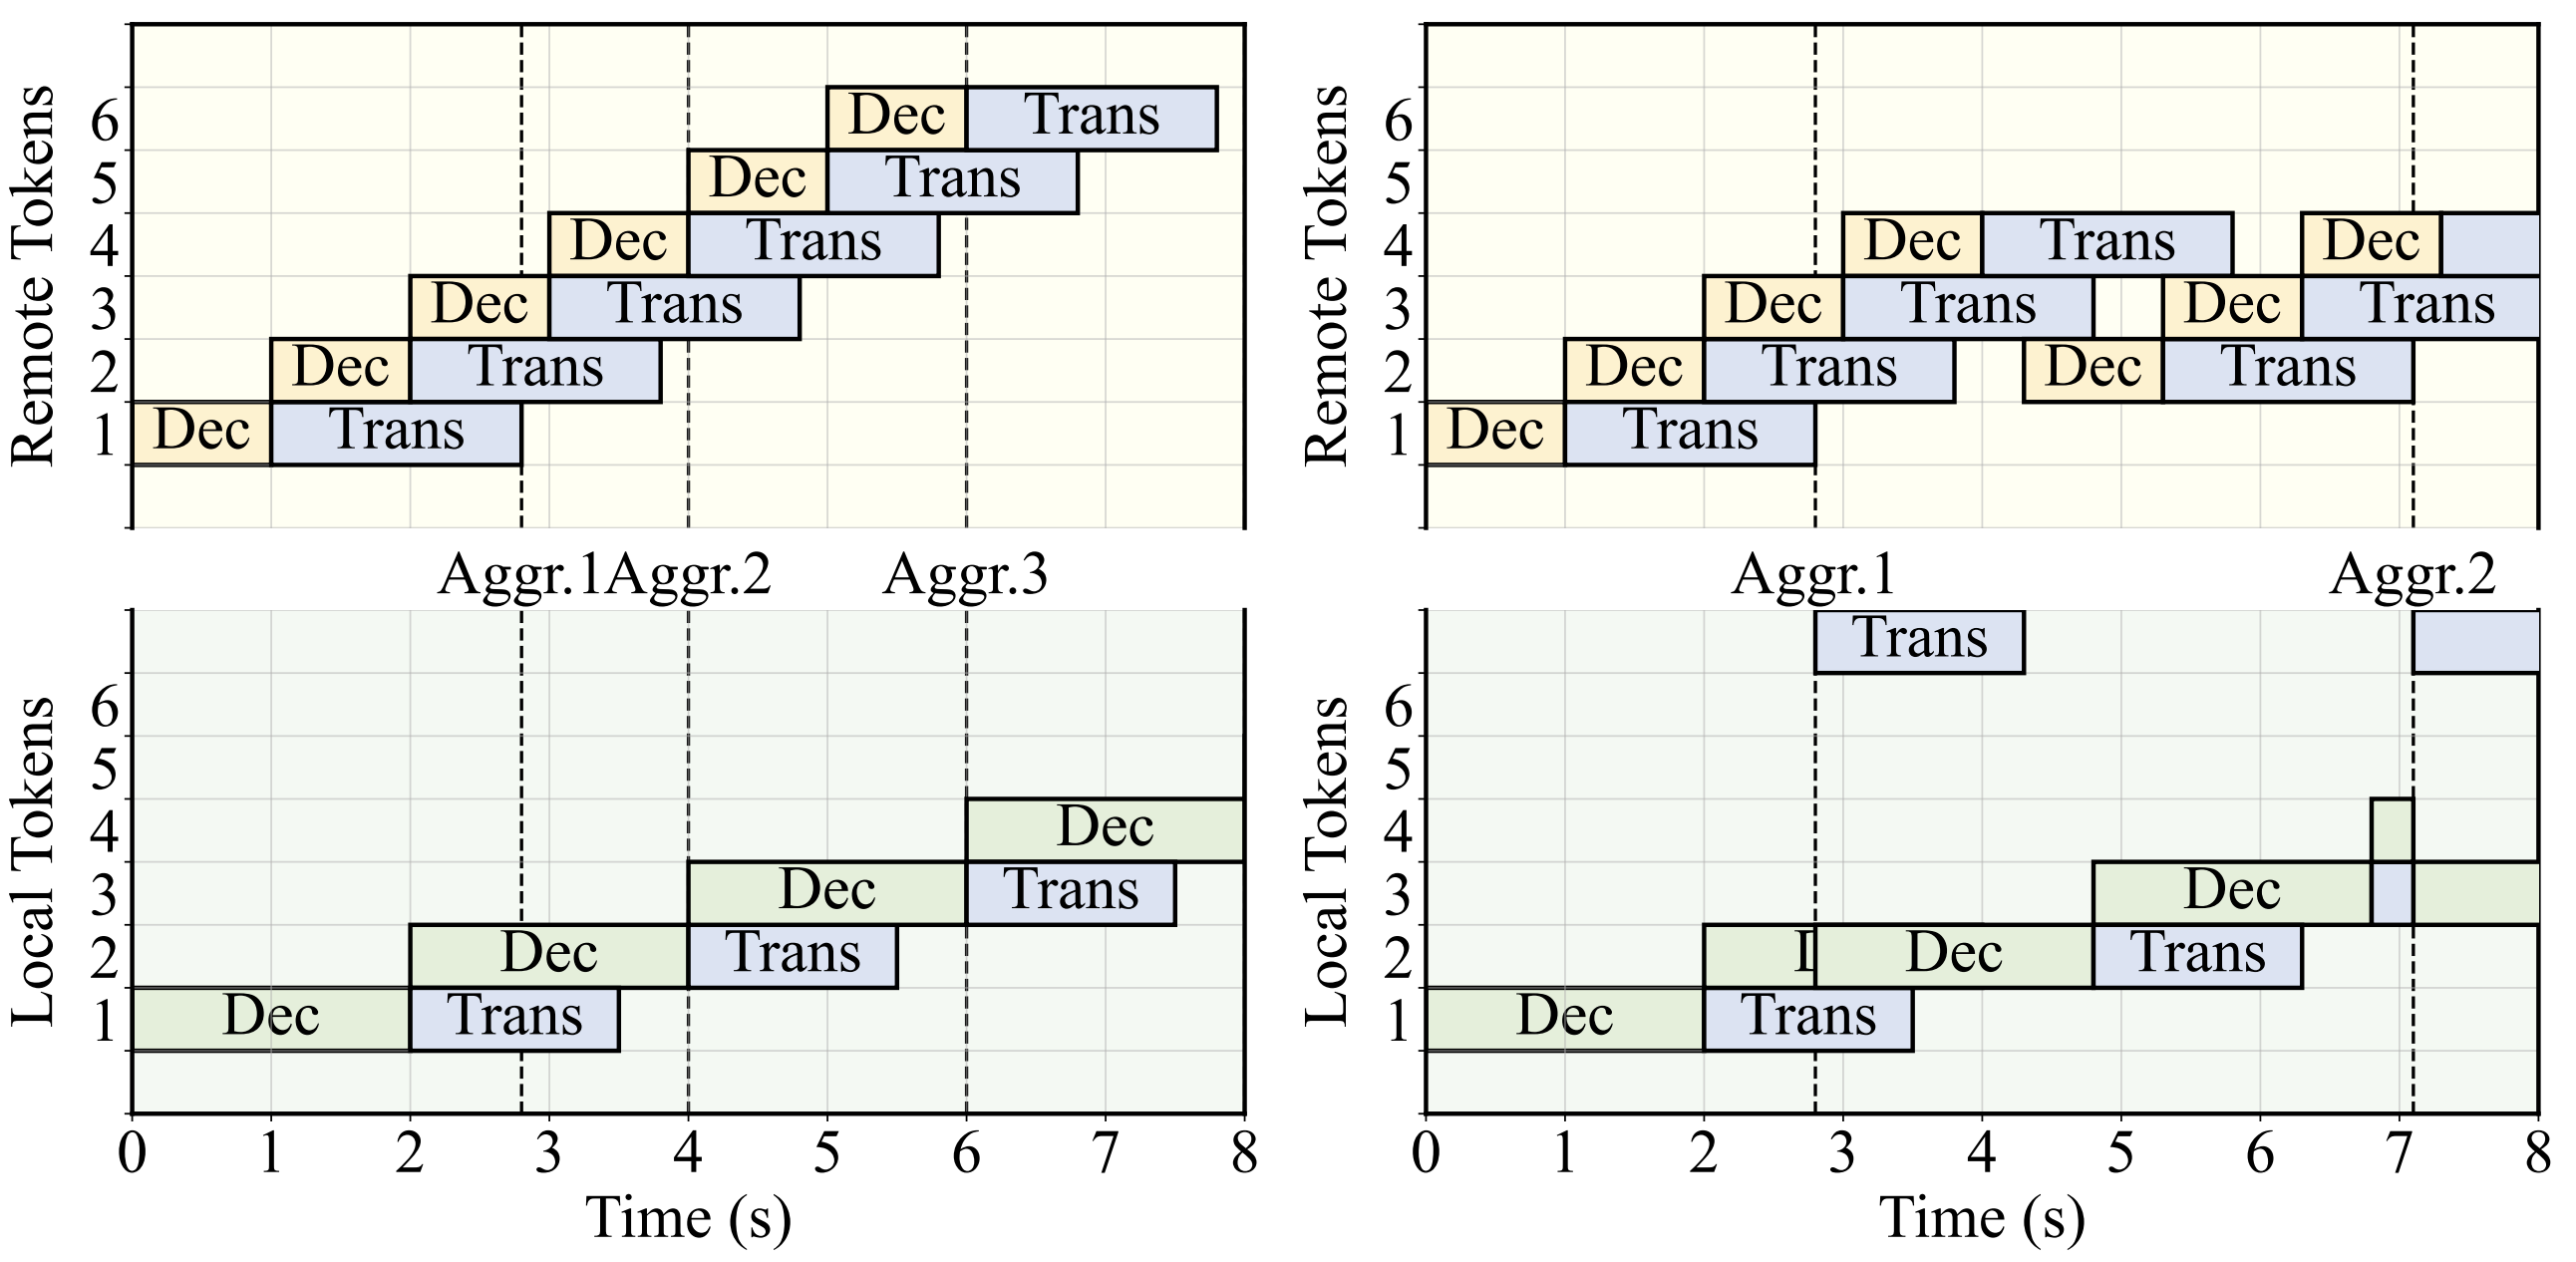 Remote Tokens
6
5
4
3
2
1
Dec Trans
Dec Trans
Dec Trans
Dec Trans
Dec Trans
Dec Trans
Aggr.1 Aggr.2 Aggr.3
Local Tokens
6
5
4
3
2
1
Dec
Dec Trans
Dec Trans
Dec Trans
0 1 2 3 4 5 6 7 8
Time (s)
Remote Tokens
6
5
4
3
2
1
Dec Trans Dec
Dec Trans Dec Trans
Dec Trans Dec Trans
Dec Trans
Aggr.1 Aggr.2
Local Tokens
6
5
4
3
2
1
Trans
Dec
Dec Trans
Dec Trans
0 1 2 3 4 5 6 7 8
Time (s)